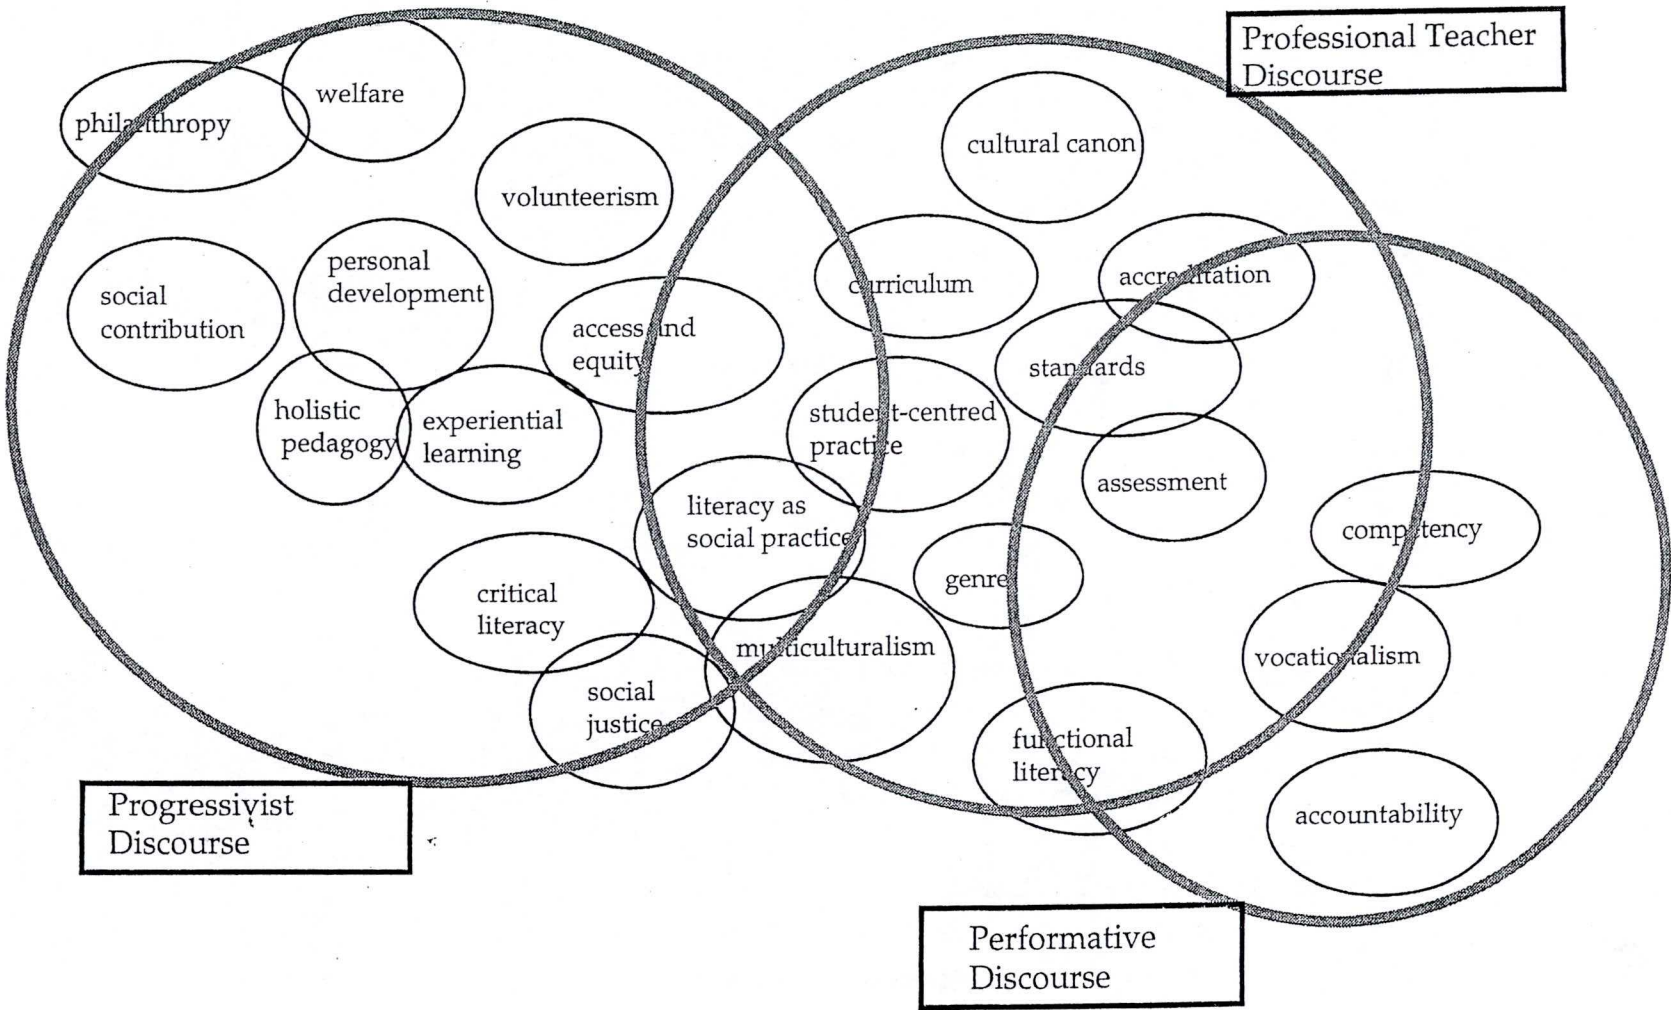 Professional Teacher
Discourse
welfare
philanthropy
cultural canon
volunteerism
personal
development
social
contribution
accreditation
curriculum
access and
equity
standards
holistic
pedagogy
experiential
learning
student-centred
practice
assessment
literacy as
social practice
competency
critical
literacy
genre
multiculturalism
vocationalism
social
justice
functional
literacy
Progressivist
Discourse
accountability
Performative
Discourse